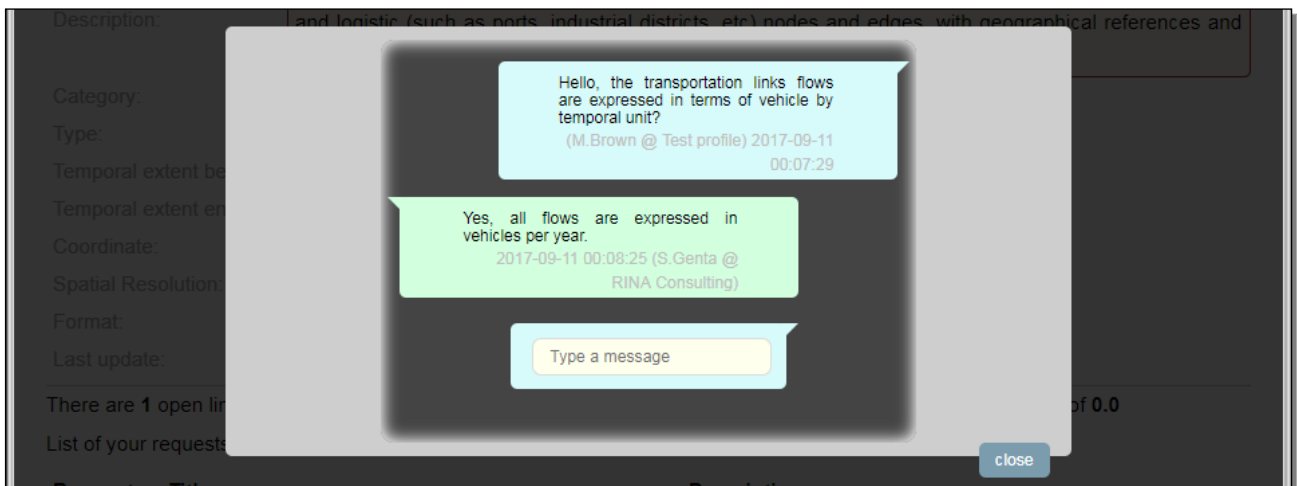 Description:
and logistic (such as ports, industrial districts, etc) nodes and edges, with geographical references and
Hello, the transportation links flows
are expressed in terms of vehicle by
temporal unit?
(M.Brown @ Test profile) 2017-09-11
00:07:29
Category:
Type:
Temporal extent be
Temporal extent en
Coordinate:
Spatial Resolution:
Format:
Last update:
Yes, all flows are expressed in
vehicles per year.
2017-09-11 00:08:25 (S.Genta @
RINA Consulting)
Type a message
There are 1 open lin
of 0.0
List of your requests
close